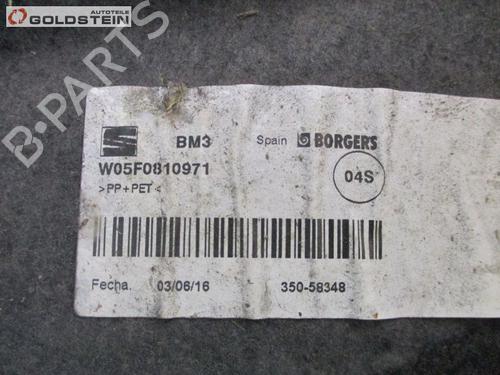 AUTOTEILE
GOLDSTEIN
B-PARTS
BM3
Spain BORGERS
W05F0810971
>PP+PET<
04S
Fecha. 03/06/16 350-58348